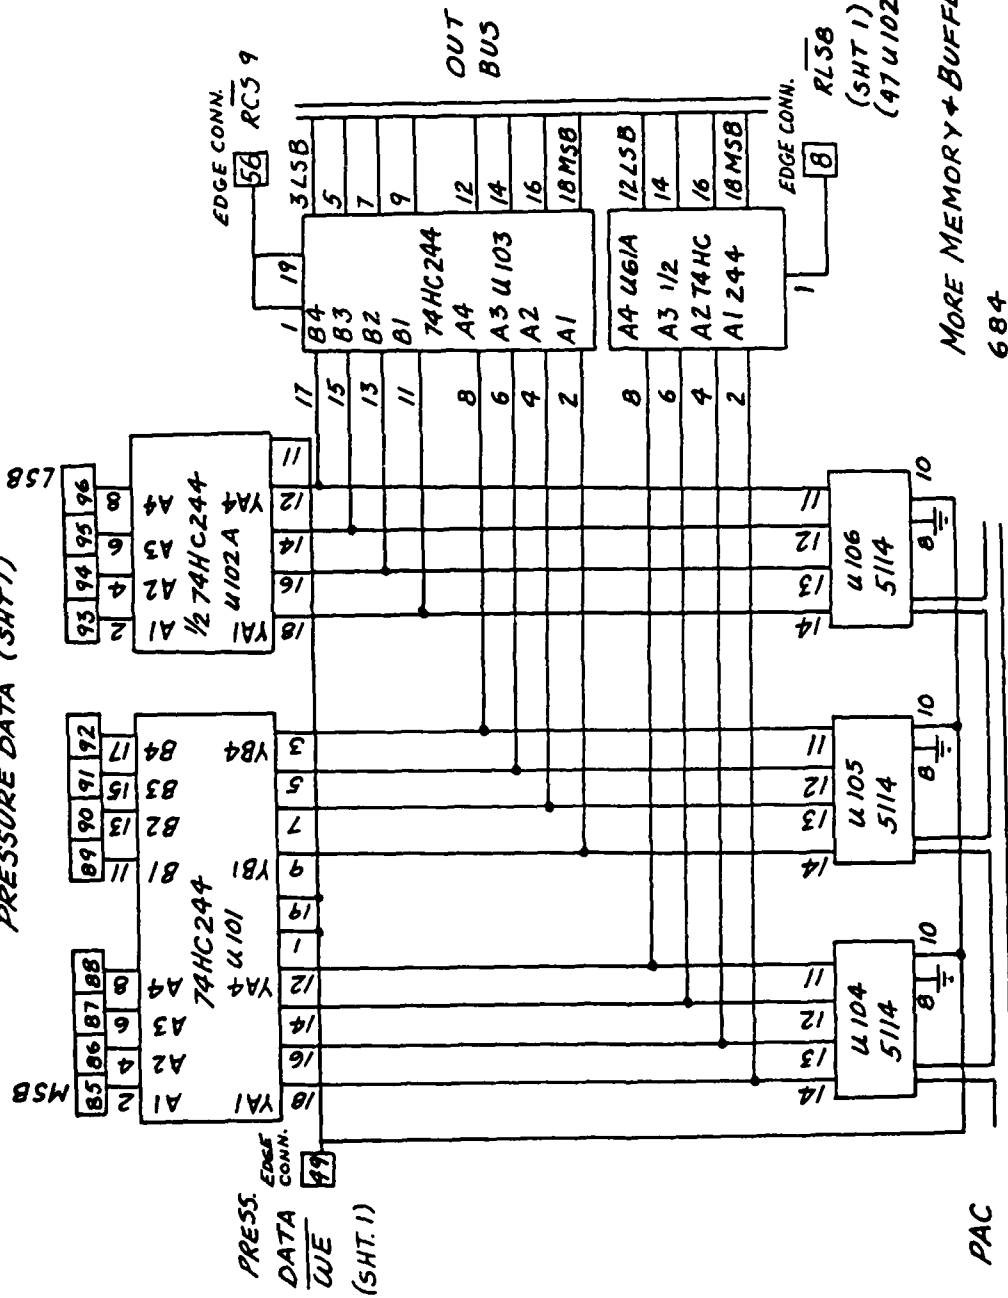 PRESSURE DATA (SHT 1)
MSB
85 86 87 88
89 90 91 92
93 94 95 96
LSB
2 4 6 8
11 13 15 17
2 4 6 8
A1 A2 A3 A4
B1 B2 B3 B4
A1 A2 A3 A4
74HC244
U101
1/2 74HC244
U102A
YA1 YA4
YB1 YB4
YA1 YA4
18 16 14 12 1 19 9 7 5 3
18 16 14 12 11
PRESS.
DATA
WE
(SHT. 1)
EDGE
CONN.
49
EDGE CONN.
56
RCS 9
1 19
17 B4 3 LSB
15 B3 5
13 B2 7
11 B1 9
74HC244
8 A4 12
6 A3 U103 14
4 A2 16
2 A1 18 MSB
OUT
BUS
8 A4 U61A 12 LSB
6 A3 1/2 14
4 A2 74HC 16
2 A1 244 18 MSB
1
EDGE CONN.
8
RLSB
(SHT 1)
(47 U102
14 13 12 11
U104
5114
8 10
14 13 12 11
U105
5114
8 10
14 13 12 11
U106
5114
8 10
PAC
MORE MEMORY & BUFF
684